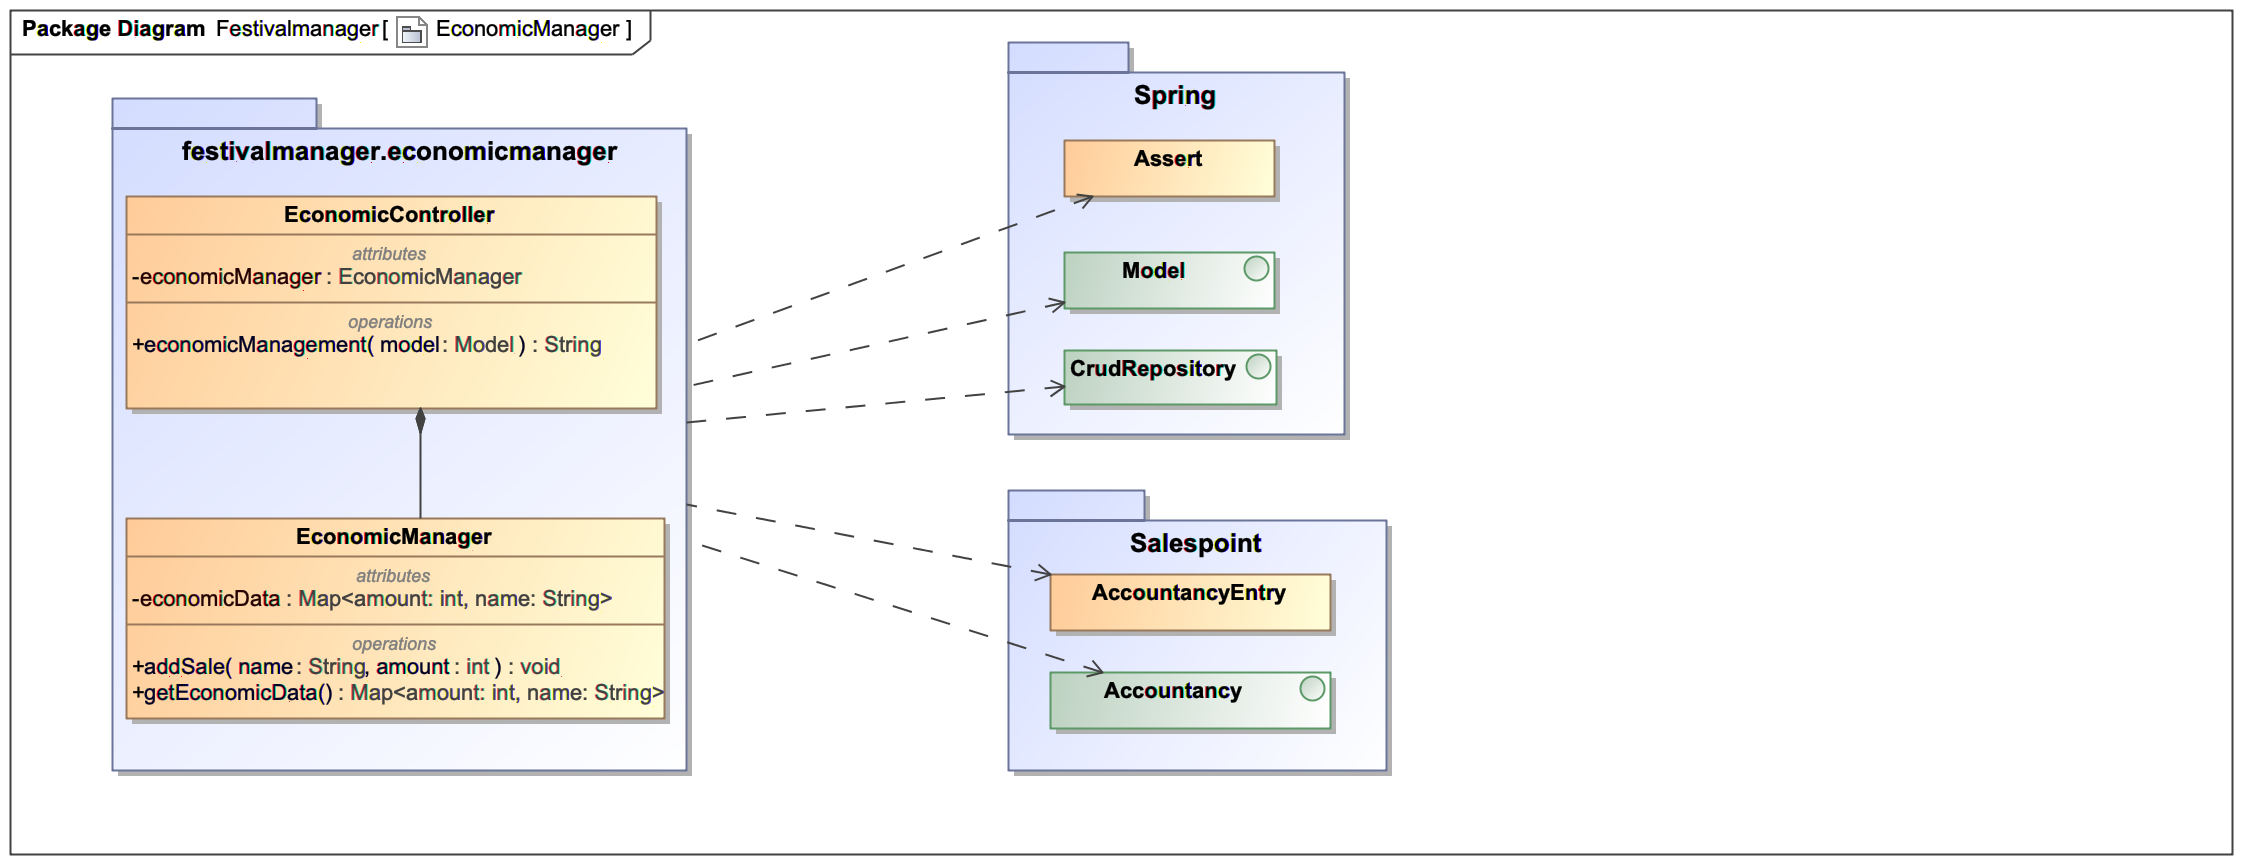 Package Diagram Festivalmanager[ EconomicManager ]
festivalmanager.economicmanager
EconomicController
attributes
-economicManager : EconomicManager
operations
+economicManagement( model : Model ) : String
EconomicManager
attributes
-economicData : Map<amount: int, name: String>
operations
+addSale( name : String, amount : int ) : void
+getEconomicData() : Map<amount: int, name: String>
Spring
Assert
Model
CrudRepository
Salespoint
AccountancyEntry
Accountancy